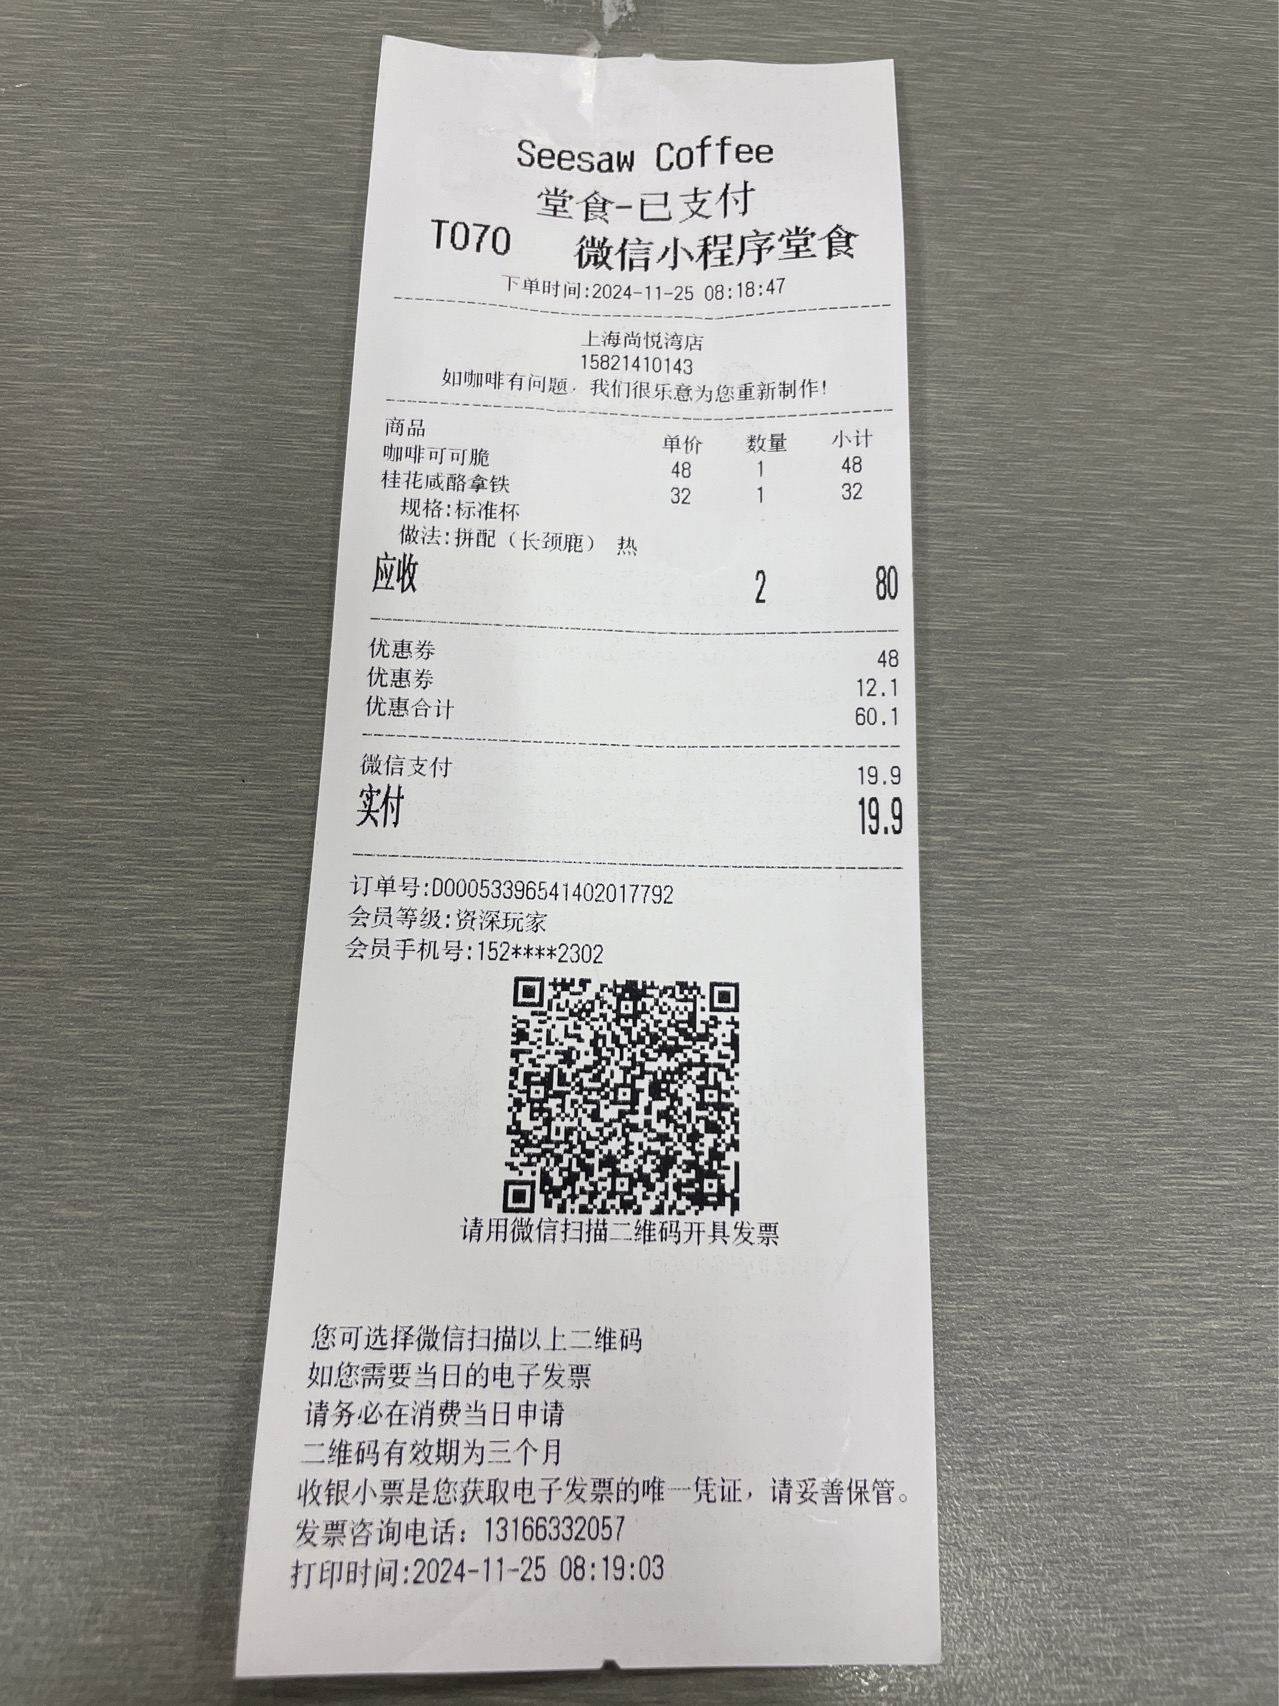 Seesaw Coffee
堂食-已支付
T070 微信小程序堂食
下单时间:2024-11-25 08:18:47
上海尚悦湾店
15821410143
如咖啡有问题，我们很乐意为您重新制作！
商品 单价 数量 小计
咖啡可可脆 48 1 48
桂花咸酪拿铁 32 1 32
规格:标准杯
做法:拼配（长颈鹿） 热
应收 2 80
优惠券 48
优惠券 12.1
优惠合计 60.1
微信支付 19.9
实付 19.9
订单号:D00053396541402017792
会员等级:资深玩家
会员手机号:152****2302
请用微信扫描二维码开具发票
您可选择微信扫描以上二维码
如您需要当日的电子发票
请务必在消费当日申请
二维码有效期为三个月
收银小票是您获取电子发票的唯一凭证，请妥善保管。
发票咨询电话：13166332057
打印时间:2024-11-25 08:19:03